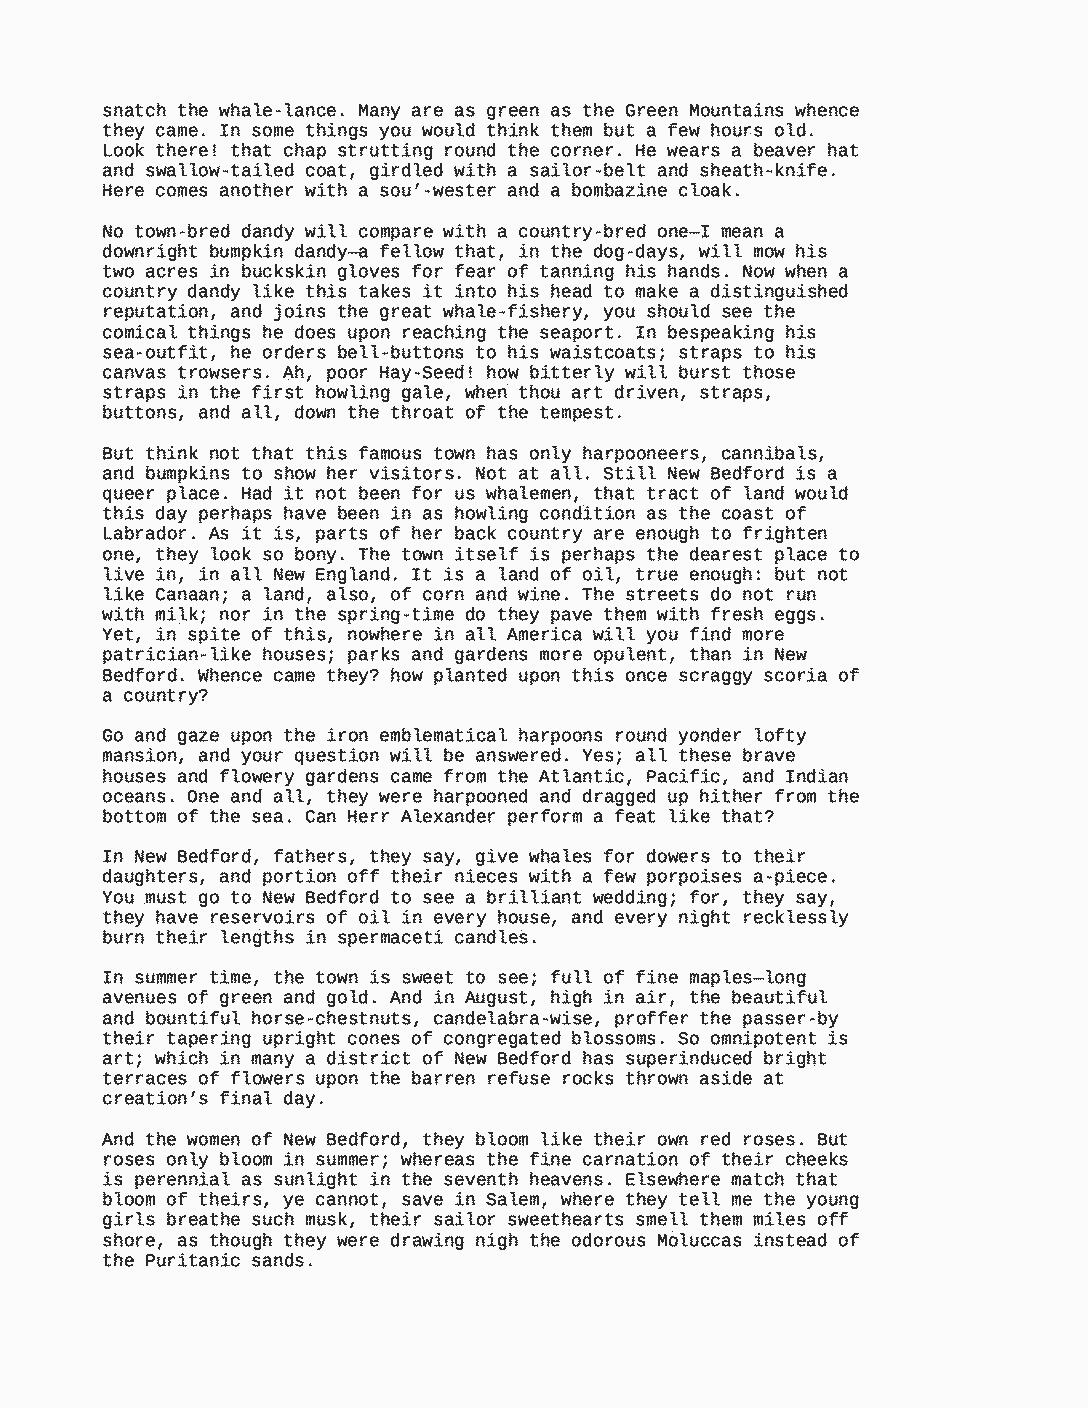 snatch the whale-lance. Many are as green as the Green Mountains whence
they came. In some things you would think them but a few hours old.
Look there! that chap strutting round the corner. He wears a beaver hat
and swallow-tailed coat, girdled with a sailor-belt and sheath-knife.
Here comes another with a sou’-wester and a bombazine cloak.

No town-bred dandy will compare with a country-bred one—I mean a
downright bumpkin dandy—a fellow that, in the dog-days, will mow his
two acres in buckskin gloves for fear of tanning his hands. Now when a
country dandy like this takes it into his head to make a distinguished
reputation, and joins the great whale-fishery, you should see the
comical things he does upon reaching the seaport. In bespeaking his
sea-outfit, he orders bell-buttons to his waistcoats; straps to his
canvas trowsers. Ah, poor Hay-Seed! how bitterly will burst those
straps in the first howling gale, when thou art driven, straps,
buttons, and all, down the throat of the tempest.

But think not that this famous town has only harpooneers, cannibals,
and bumpkins to show her visitors. Not at all. Still New Bedford is a
queer place. Had it not been for us whalemen, that tract of land would
this day perhaps have been in as howling condition as the coast of
Labrador. As it is, parts of her back country are enough to frighten
one, they look so bony. The town itself is perhaps the dearest place to
live in, in all New England. It is a land of oil, true enough: but not
like Canaan; a land, also, of corn and wine. The streets do not run
with milk; nor in the spring-time do they pave them with fresh eggs.
Yet, in spite of this, nowhere in all America will you find more
patrician-like houses; parks and gardens more opulent, than in New
Bedford. Whence came they? how planted upon this once scraggy scoria of
a country?

Go and gaze upon the iron emblematical harpoons round yonder lofty
mansion, and your question will be answered. Yes; all these brave
houses and flowery gardens came from the Atlantic, Pacific, and Indian
oceans. One and all, they were harpooned and dragged up hither from the
bottom of the sea. Can Herr Alexander perform a feat like that?

In New Bedford, fathers, they say, give whales for dowers to their
daughters, and portion off their nieces with a few porpoises a-piece.
You must go to New Bedford to see a brilliant wedding; for, they say,
they have reservoirs of oil in every house, and every night recklessly
burn their lengths in spermaceti candles.

In summer time, the town is sweet to see; full of fine maples—long
avenues of green and gold. And in August, high in air, the beautiful
and bountiful horse-chestnuts, candelabra-wise, proffer the passer-by
their tapering upright cones of congregated blossoms. So omnipotent is
art; which in many a district of New Bedford has superinduced bright
terraces of flowers upon the barren refuse rocks thrown aside at
creation’s final day.

And the women of New Bedford, they bloom like their own red roses. But
roses only bloom in summer; whereas the fine carnation of their cheeks
is perennial as sunlight in the seventh heavens. Elsewhere match that
bloom of theirs, ye cannot, save in Salem, where they tell me the young
girls breathe such musk, their sailor sweethearts smell them miles off
shore, as though they were drawing nigh the odorous Moluccas instead of
the Puritanic sands.